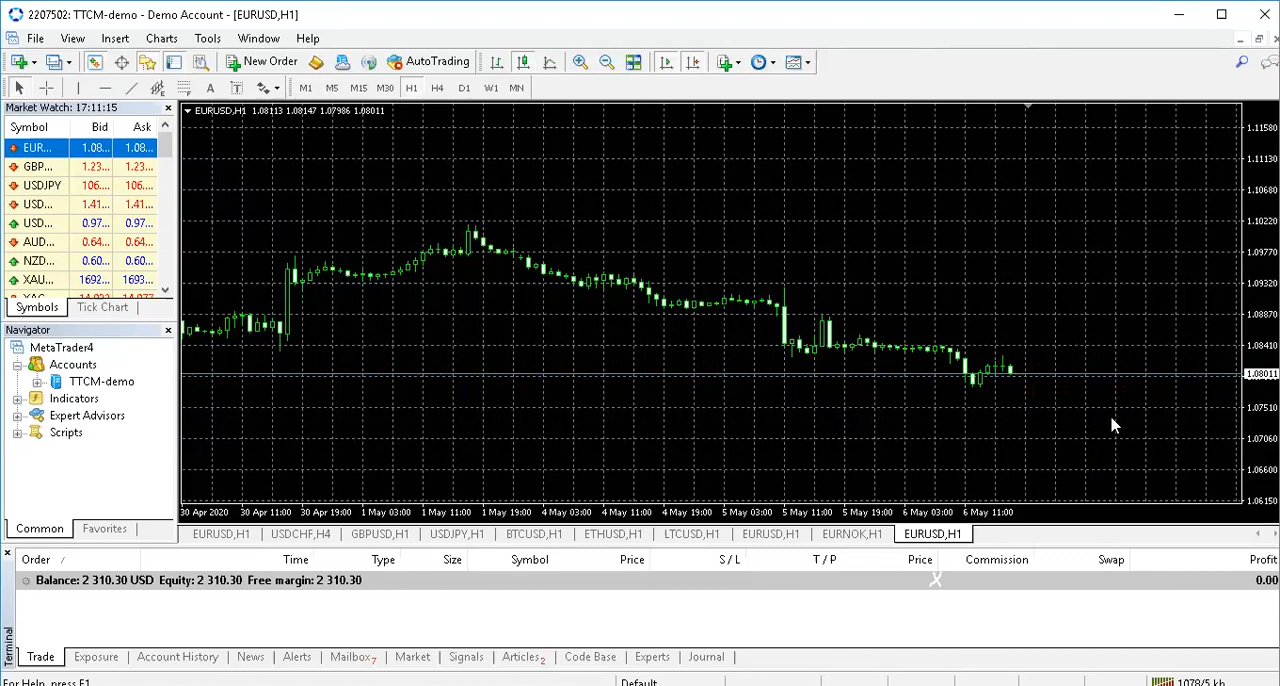 2207502: TTCM-demo - Demo Account - [EURUSD,H1]
File View Insert Charts Tools Window Help
New Order AutoTrading
A T M1 M5 M15 M30 H1 H4 D1 W1 MN
Market Watch: 17:11:15
Symbol Bid Ask
EUR... 1.08... 1.08...
GBP... 1.23... 1.23...
USDJPY 106.... 106....
USD... 1.41... 1.41...
USD... 0.97... 0.97...
AUD... 0.64... 0.64...
NZD... 0.60... 0.60...
XAU... 1692... 1693...
Symbols Tick Chart
Navigator
MetaTrader4
Accounts
TTCM-demo
Indicators
Expert Advisors
Scripts
Common Favorites
EURUSD,H1 1.08113 1.08147 1.07986 1.08011
1.11580
1.11130
1.10680
1.10220
1.09770
1.09320
1.08870
1.08410
1.08011
1.07510
1.07060
1.06600
1.06150
30 Apr 2020 30 Apr 11:00 30 Apr 19:00 1 May 03:00 1 May 11:00 1 May 19:00 4 May 03:00 4 May 11:00 4 May 19:00 5 May 03:00 5 May 11:00 5 May 19:00 6 May 03:00 6 May 11:00
EURUSD,H1 USDCHF,H4 GBPUSD,H1 USDJPY,H1 BTCUSD,H1 ETHUSD,H1 LTCUSD,H1 EURUSD,H1 EURNOK,H1 EURUSD,H1
Order / Time Type Size Symbol Price S / L T / P Price Commission Swap Profit
Balance: 2 310.30 USD Equity: 2 310.30 Free margin: 2 310.30 0.00
Terminal
Trade Exposure Account History News Alerts Mailbox 7 Market Signals Articles 2 Code Base Experts Journal
For Help, press F1 Default 1078/5 kb